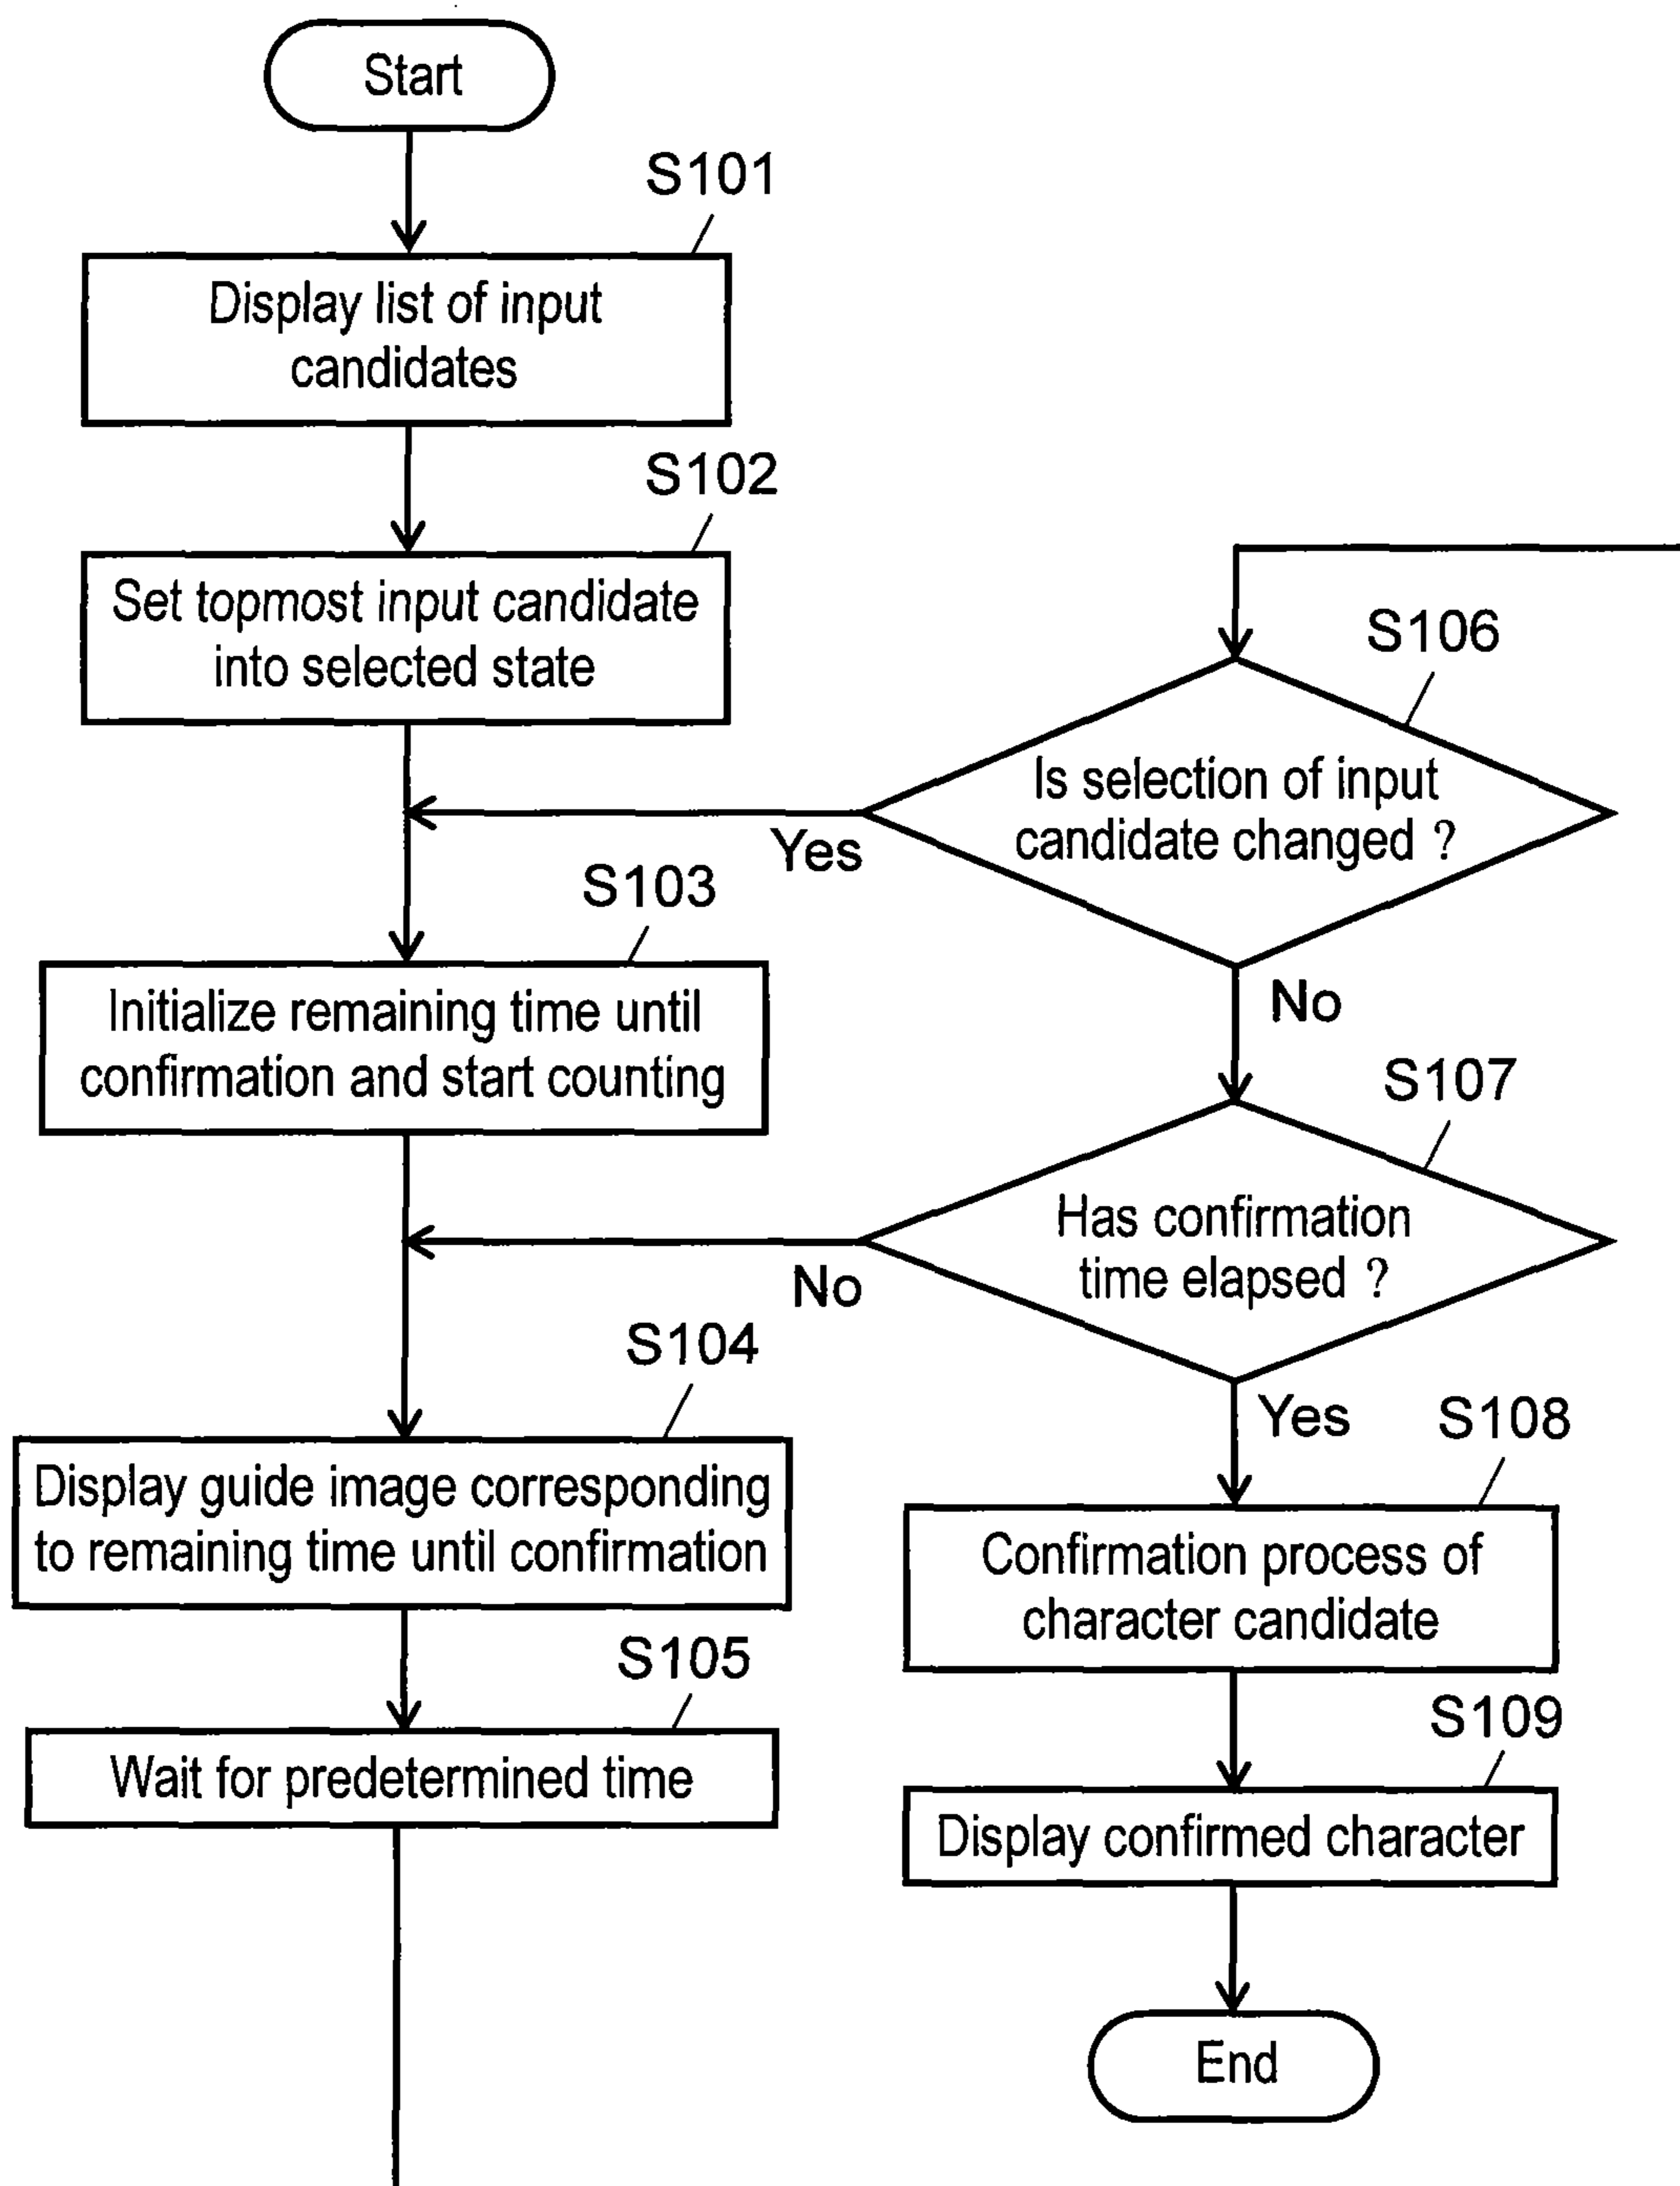 Start
S101
Display list of input
candidates
S102
Set topmost input candidate
into selected state
S103
Initialize remaining time until
confirmation and start counting
S104
Display guide image corresponding
to remaining time until confirmation
S105
Wait for predetermined time
S106
Is selection of input
candidate changed ?
Yes
No
S107
Has confirmation
time elapsed ?
No
Yes
S108
Confirmation process of
character candidate
S109
Display confirmed character
End